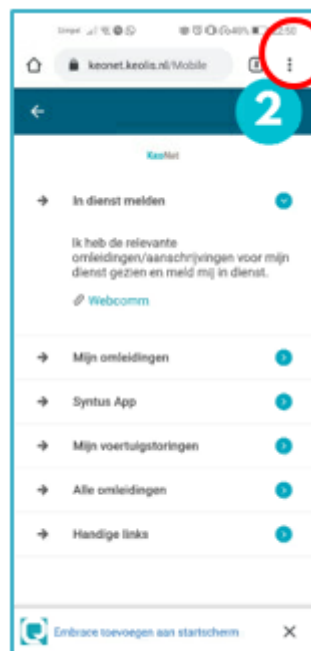 22:50
keonet.keolis.nl/Mobile
2
KeoNet
In dienst melden
Ik heb de relevante
omleidingen/aanschrijvingen voor mijn
dienst gezien en meld mij in dienst.
Webcomm
Mijn omleidingen
Syntus App
Mijn voertuigstoringen
Alle omleidingen
Handige links
Embrace toevoegen aan startscherm